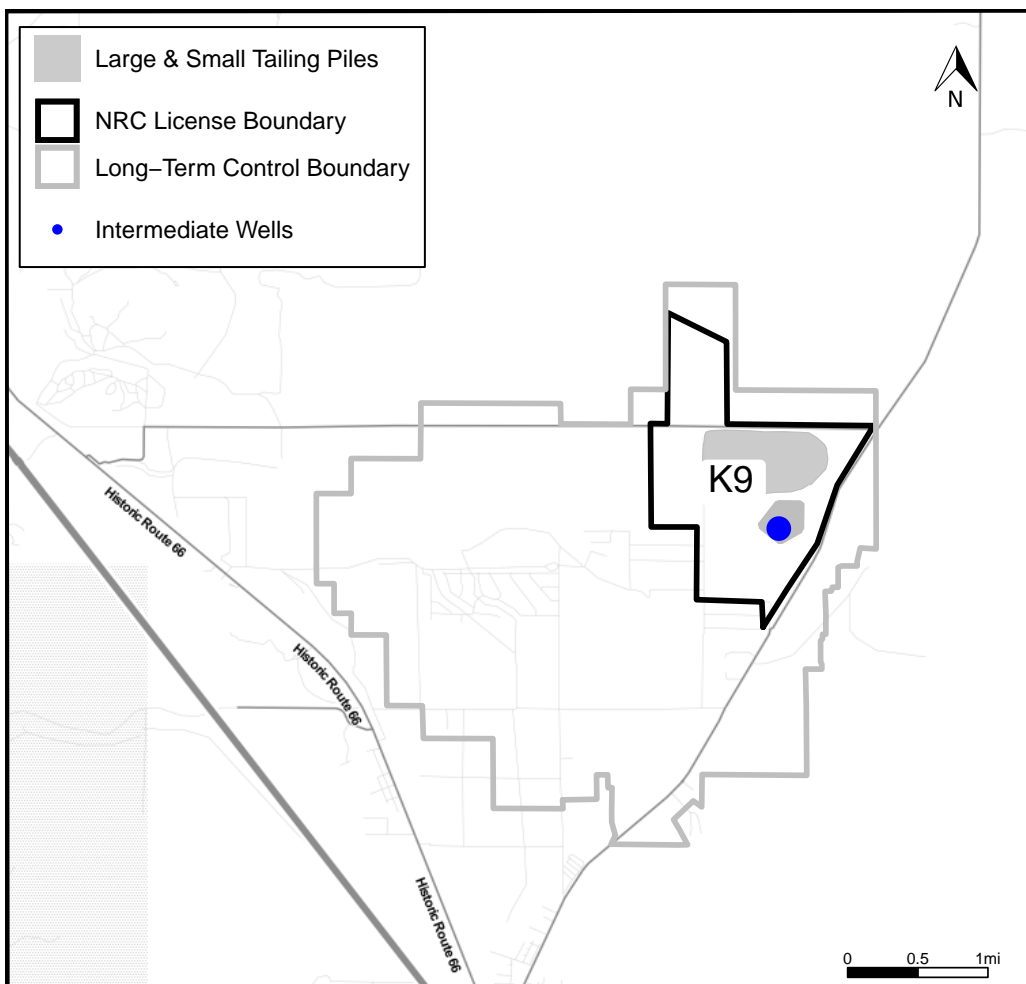 Large & Small Tailing Piles
NRC License Boundary
Long−Term Control Boundary
Intermediate Wells
N
K9
Historic Route 66
Historic Route 66
Historic Route 66
0 0.5 1mi